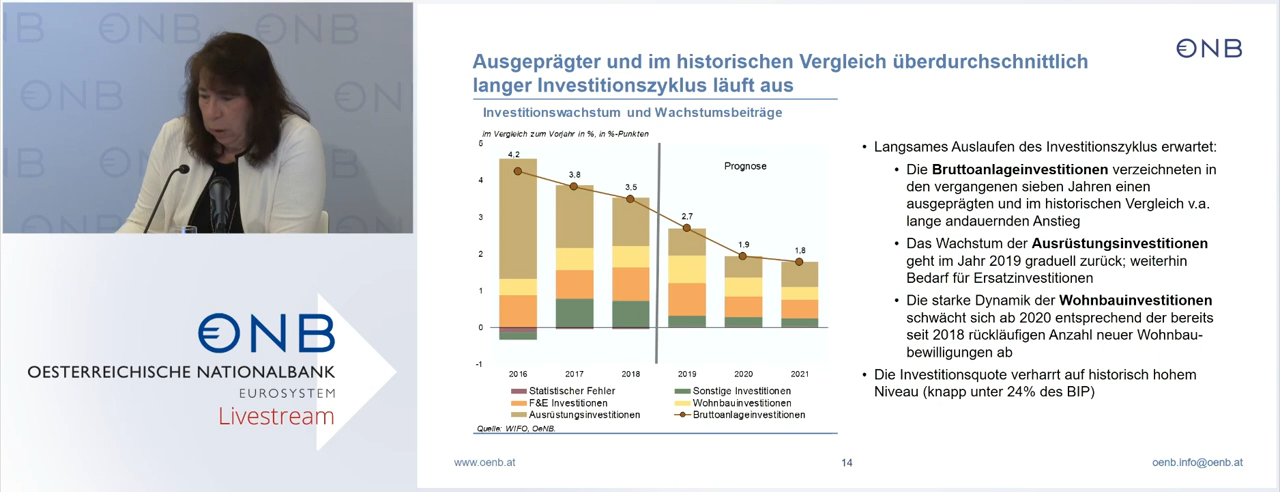 ONB
ONB
ONB
ONB
ONB
OESTERREICHISCHE NATIONALBANK
EUROSYSTEM
Livestream
ONB
Ausgeprägter und im historischen Vergleich überdurchschnittlich
langer Investitionszyklus läuft aus
Investitionswachstum und Wachstumsbeiträge
im Vergleich zum Vorjahr in %, in %-Punkten
5
4
3
2
1
0
-1
4,2
3,8
3,5
2,7
1,9
1,8
Prognose
2016 2017 2018 2019 2020 2021
Statistischer Fehler Sonstige Investitionen
F&E Investitionen Wohnbauinvestitionen
Ausrüstungsinvestitionen Bruttoanlageinvestitionen
Quelle: WIFO, OeNB.
• Langsames Auslaufen des Investitionszyklus erwartet:
• Die Bruttoanlageinvestitionen verzeichneten in
den vergangenen sieben Jahren einen
ausgeprägten und im historischen Vergleich v.a.
lange andauernden Anstieg
• Das Wachstum der Ausrüstungsinvestitionen
geht im Jahr 2019 graduell zurück; weiterhin
Bedarf für Ersatzinvestitionen
• Die starke Dynamik der Wohnbauinvestitionen
schwächt sich ab 2020 entsprechend der bereits
seit 2018 rückläufigen Anzahl neuer Wohnbau-
bewilligungen ab
• Die Investitionsquote verharrt auf historisch hohem
Niveau (knapp unter 24% des BIP)
www.oenb.at
14
oenb.info@oenb.at